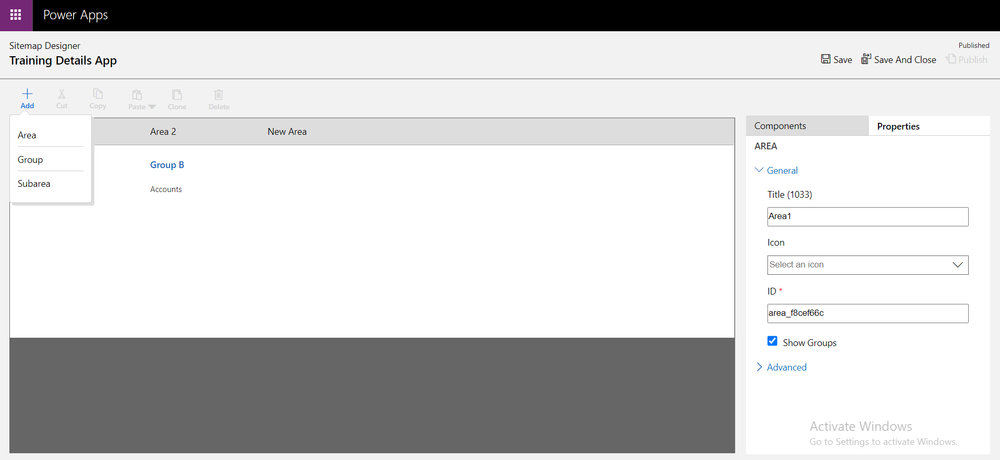 Power Apps
Sitemap Designer
Training Details App
Published
Save
Save And Close
Publish
Add
Cut
Copy
Paste
Clone
Delete
Area
Group
Subarea
Area 2
New Area
Group B
Accounts
Components
Properties
AREA
General
Title (1033)
Area1
Icon
Select an icon
ID *
area_f8cef66c
Show Groups
Advanced
Activate Windows
Go to Settings to activate Windows.